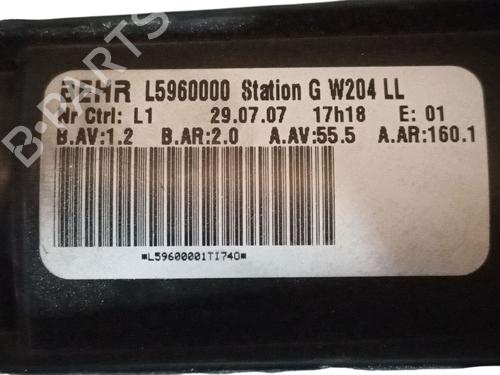 BEHR L5960000 Station G W204 LL
Nr Ctrl: L1 29.07.07 17h18 E: 01
B.AV:1.2 B.AR:2.0 A.AV:55.5 A.AR:160.1
*L59600001TI740*
B-PARTS